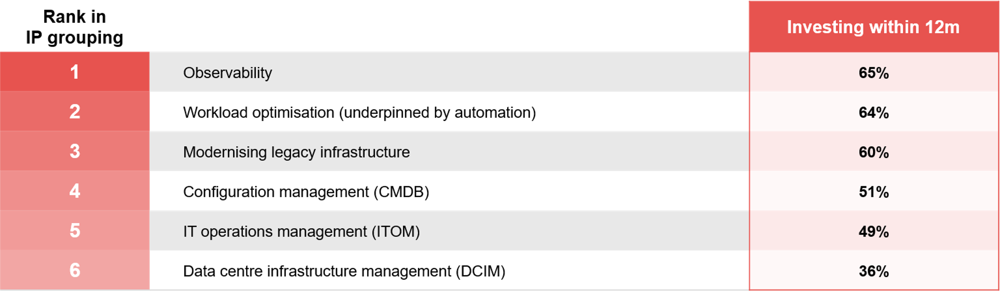 Rank in
IP grouping
Investing within 12m
1 Observability 65%
2 Workload optimisation (underpinned by automation) 64%
3 Modernising legacy infrastructure 60%
4 Configuration management (CMDB) 51%
5 IT operations management (ITOM) 49%
6 Data centre infrastructure management (DCIM) 36%